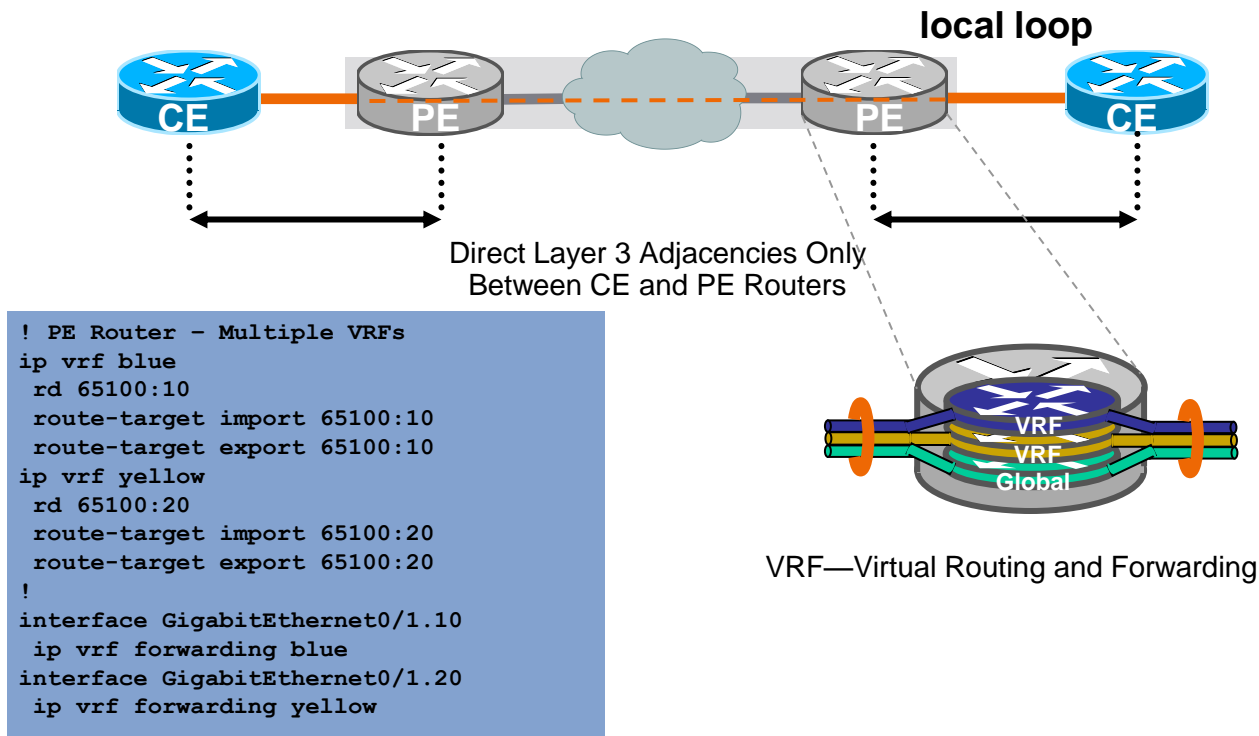 local loop
CE
PE
PE
CE
Direct Layer 3 Adjacencies Only
Between CE and PE Routers
! PE Router – Multiple VRFs
ip vrf blue
 rd 65100:10
 route-target import 65100:10
 route-target export 65100:10
ip vrf yellow
 rd 65100:20
 route-target import 65100:20
 route-target export 65100:20
!
interface GigabitEthernet0/1.10
 ip vrf forwarding blue
interface GigabitEthernet0/1.20
 ip vrf forwarding yellow
VRF
VRF
Global
VRF—Virtual Routing and Forwarding